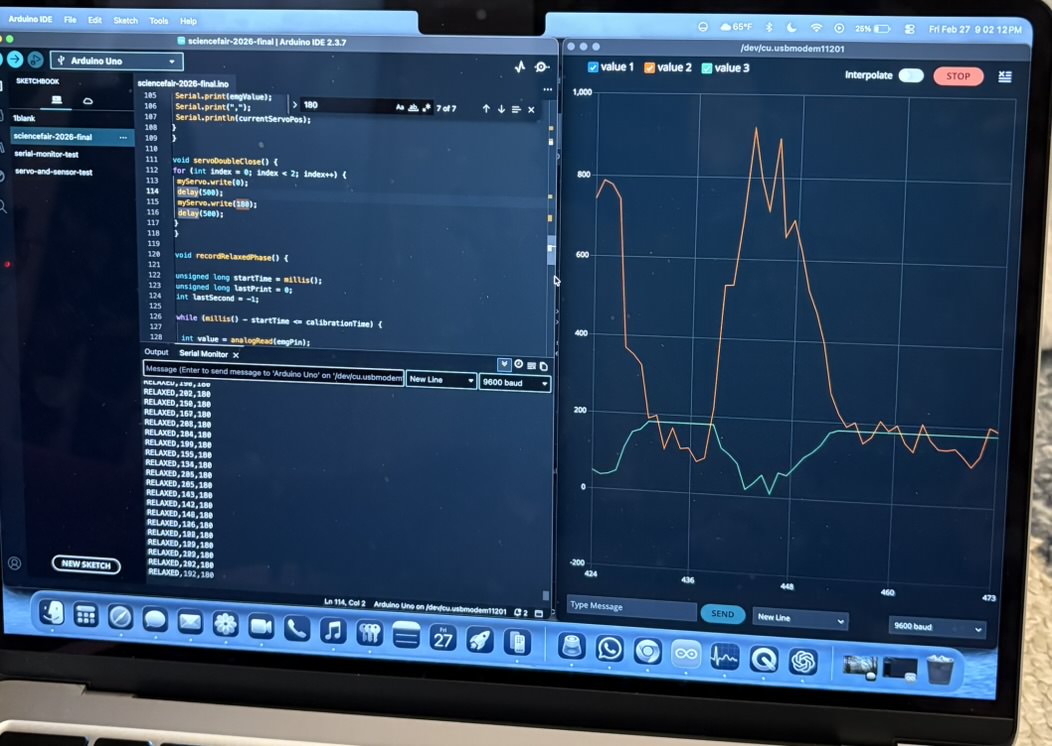 Arduino IDE File Edit Sketch Tools Help
65°F 25% Fri Feb 27 9 02 12 PM
sciencefair-2026-final | Arduino IDE 2.3.7
Arduino Uno
SKETCHBOOK
1blank
sciencefair-2026-final ...
serial-monitor-test
servo-and-sensor-test
NEW SKETCH
sciencefair-2026-final.ino
> 180 Aa ab .* 7 of 7
105 Serial.print(emgValue);
106 Serial.print(",");
107 Serial.println(currentServoPos);
108 }
109 }
110
111 void servoDoubleClose() {
112 for (int index = 0; index < 2; index++) {
113 myServo.write(0);
114 delay(500);
115 myServo.write(180);
116 delay(500);
117 }
118 }
119
120 void recordRelaxedPhase() {
121
122 unsigned long startTime = millis();
123 unsigned long lastPrint = 0;
124 int lastSecond = -1;
125
126 while (millis() - startTime <= calibrationTime) {
127
128 int value = analogRead(emgPin);
Output Serial Monitor ×
Message (Enter to send message to 'Arduino Uno' on '/dev/cu.usbmodem
New Line
9600 baud
RELAXED,202,180
RELAXED,150,180
RELAXED,167,180
RELAXED,208,180
RELAXED,204,180
RELAXED,199,180
RELAXED,155,180
RELAXED,134,180
RELAXED,205,180
RELAXED,205,180
RELAXED,143,180
RELAXED,142,180
RELAXED,148,180
RELAXED,186,180
RELAXED,188,180
RELAXED,189,180
RELAXED,209,180
RELAXED,202,180
RELAXED,192,180
Ln 114, Col 2 Arduino Uno on /dev/cu.usbmodem11201 2
/dev/cu.usbmodem11201
value 1 value 2 value 3
Interpolate STOP
1,000
800
600
400
200
0
-200
424 436 448 460 473
Type Message SEND New Line 9600 baud
Fri
27